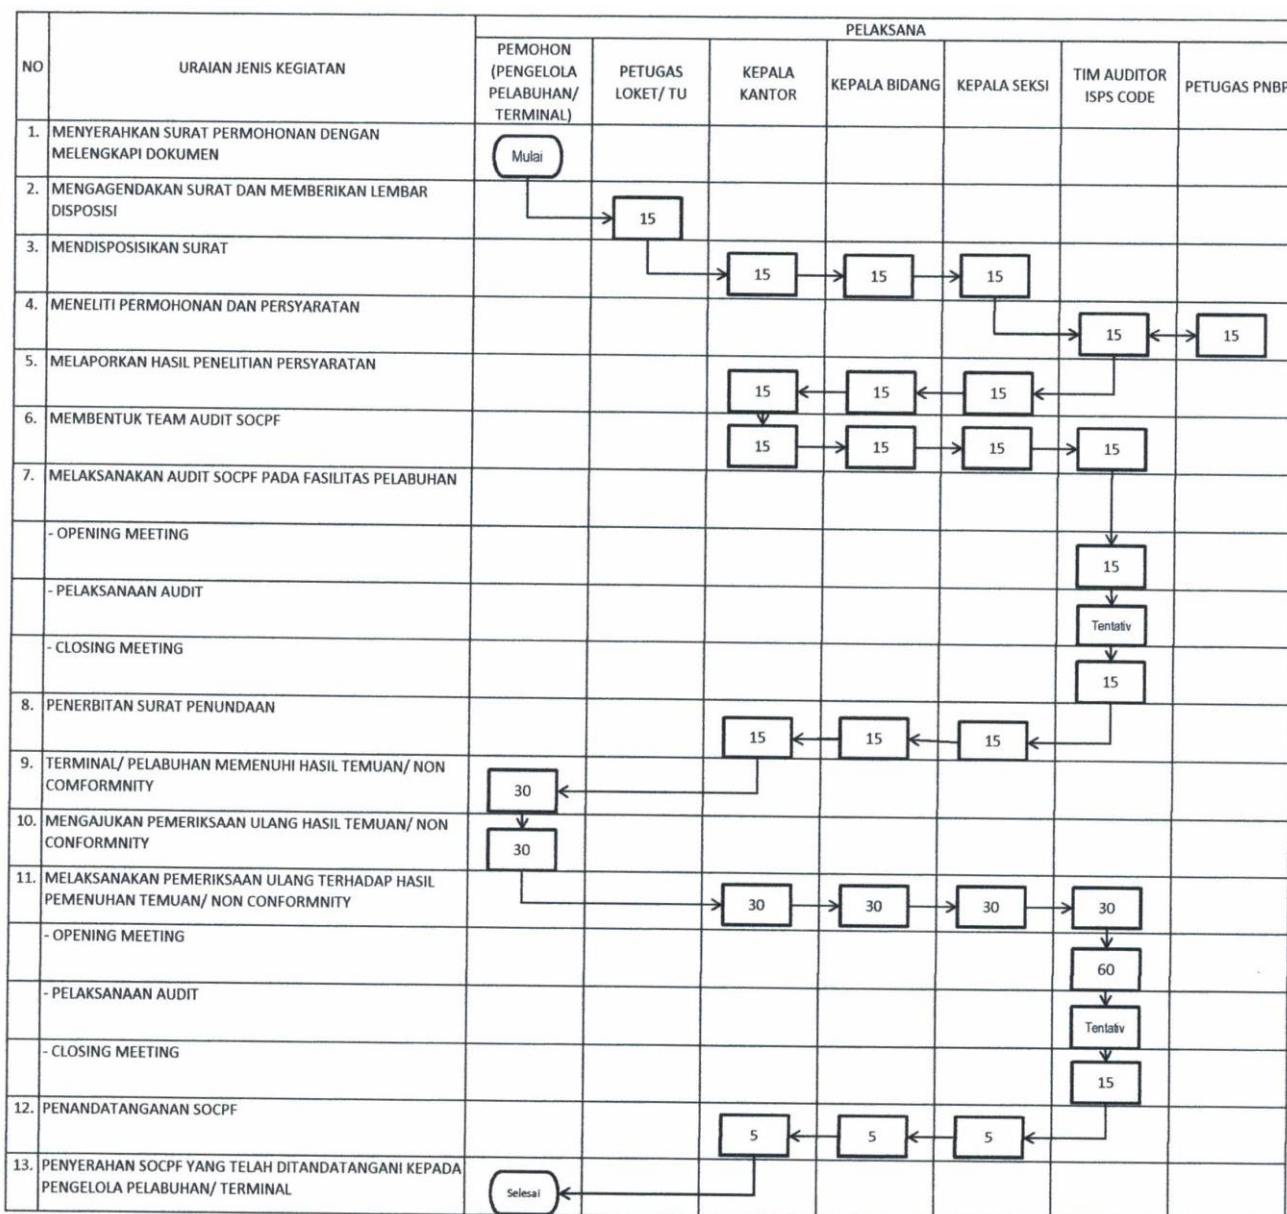 PELAKSANA
NO
URAIAN JENIS KEGIATAN
PEMOHON
(PENGELOLA
PELABUHAN/
TERMINAL)
PETUGAS
LOKET/ TU
KEPALA
KANTOR
KEPALA BIDANG
KEPALA SEKSI
TIM AUDITOR
ISPS CODE
PETUGAS PNBP
1. MENYERAHKAN SURAT PERMOHONAN DENGAN
MELENGKAPI DOKUMEN
Mulai
2. MENGAGENDAKAN SURAT DAN MEMBERIKAN LEMBAR
DISPOSISI
15
3. MENDISPOSISIKAN SURAT
15 15 15
4. MENELITI PERMOHONAN DAN PERSYARATAN
15 15
5. MELAPORKAN HASIL PENELITIAN PERSYARATAN
15 15 15
6. MEMBENTUK TEAM AUDIT SOCPF
15 15 15 15
7. MELAKSANAKAN AUDIT SOCPF PADA FASILITAS PELABUHAN
- OPENING MEETING
15
- PELAKSANAAN AUDIT
Tentativ
- CLOSING MEETING
15
8. PENERBITAN SURAT PENUNDAAN
15 15 15
9. TERMINAL/ PELABUHAN MEMENUHI HASIL TEMUAN/ NON
COMFORMNITY
30
10. MENGAJUKAN PEMERIKSAAN ULANG HASIL TEMUAN/ NON
CONFORMNITY
30
11. MELAKSANAKAN PEMERIKSAAN ULANG TERHADAP HASIL
PEMENUHAN TEMUAN/ NON CONFORMNITY
30 30 30 30
- OPENING MEETING
60
- PELAKSANAAN AUDIT
Tentativ
- CLOSING MEETING
15
12. PENANDATANGANAN SOCPF
5 5 5
13. PENYERAHAN SOCPF YANG TELAH DITANDATANGANI KEPADA
PENGELOLA PELABUHAN/ TERMINAL
Selesai